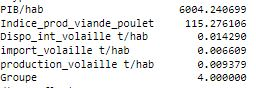 PIB/hab 6004.240699
Indice_prod_viande_poulet 115.276106
Dispo_int_volaille t/hab 0.014290
import_volaille t/hab 0.006609
production_volaille t/hab 0.009379
Groupe 4.000000